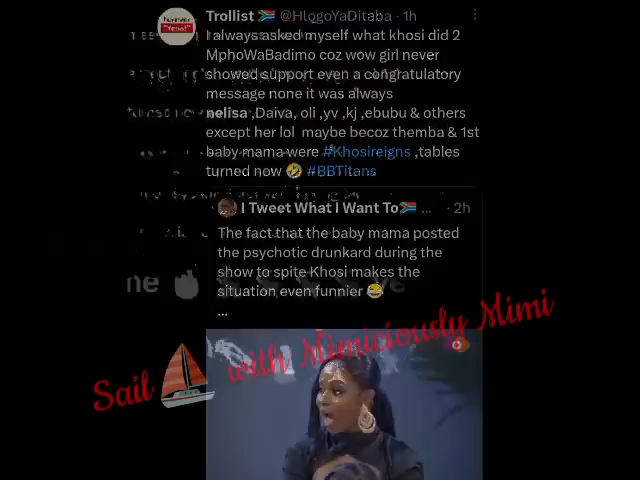 Trollist 🇿🇦 @HlogoYaDitaba · 1h
I always asked myself what khosi did 2
MphoWaBadimo coz wow girl never
showed support even a congratulatory
message none it was always
nelisa ,Daiva, oli ,yv ,kj ,ebubu & others
except her lol maybe becoz themba & 1st
baby mama were #Khosireigns ,tables
turned now 🤣 #BBTitans
I Tweet What I Want To🇿🇦 ... · 2h
The fact that the baby mama posted
the psychotic drunkard during the
show to spite Khosi makes the
situation even funnier 😂
...
Sail ⛵ with Mimiciously Mimi